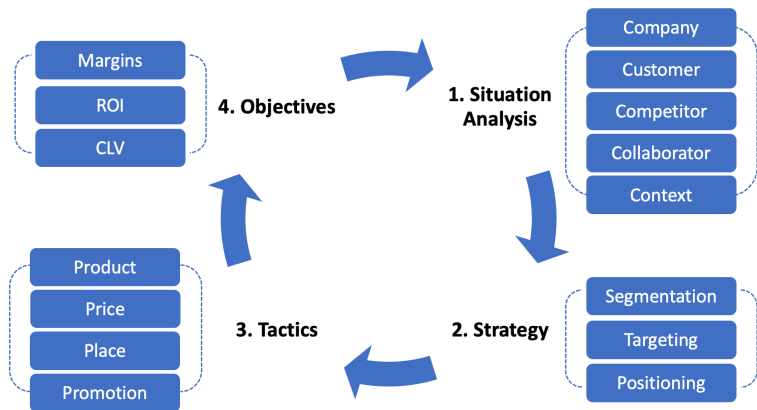 1. Situation
Analysis
Company
Customer
Competitor
Collaborator
Context
2. Strategy
Segmentation
Targeting
Positioning
3. Tactics
Product
Price
Place
Promotion
4. Objectives
Margins
ROI
CLV